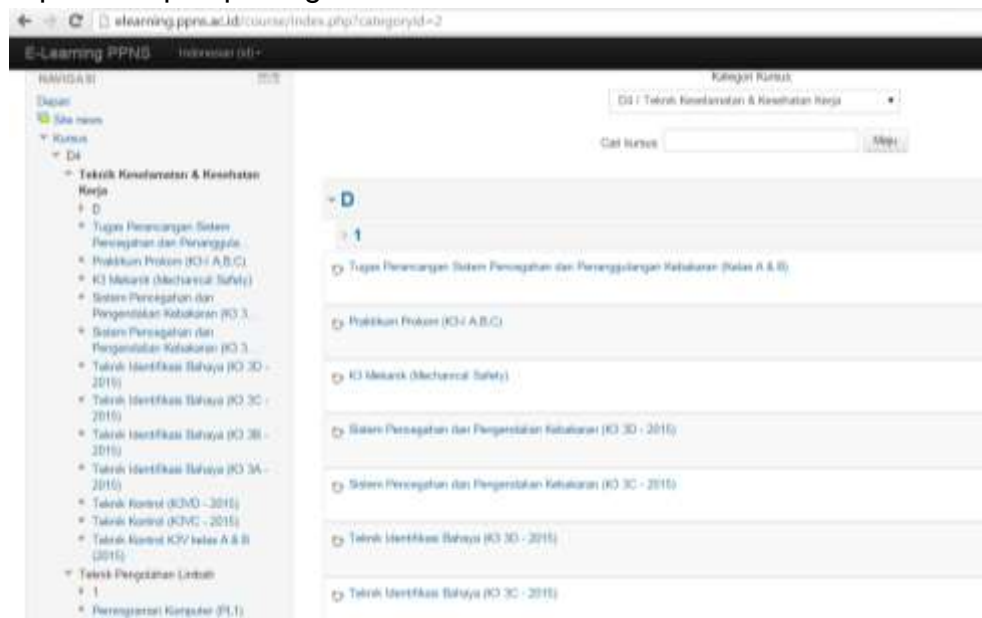 elearning.ppns.ac.id/course/index.php?categoryid=2
E-Learning PPNS Indonesian (id)
NAVIGASI
Depan
Site news
Kursus
D4
Teknik Keselamatan & Kesehatan
Kerja
D
Tugas Perancangan Sistem
Pencegahan dan Penanggula...
Praktikum Prokom (K3-I A,B,C)
K3 Mekanik (Mechanical Safety)
Sistem Pencegahan dan
Pengendalian Kebakaran (K3 3...
Sistem Pencegahan dan
Pengendalian Kebakaran (K3 3...
Teknik Identifikasi Bahaya (K3 3D -
2015)
Teknik Identifikasi Bahaya (K3 3C -
2015)
Teknik Identifikasi Bahaya (K3 3B -
2015)
Teknik Identifikasi Bahaya (K3 3A -
2015)
Teknik Kontrol (K3VD - 2015)
Teknik Kontrol (K3VC - 2015)
Teknik Kontrol K3V kelas A & B
(2015)
Teknik Pengolahan Limbah
1
Pemrograman Komputer (PL1)
Kategori Kursus:
D4 / Teknik Keselamatan & Kesehatan Kerja
Cari kursus: Maju
D
1
Tugas Perancangan Sistem Pencegahan dan Penanggulangan Kebakaran (Kelas A & B)
Praktikum Prokom (K3-I A,B,C)
K3 Mekanik (Mechanical Safety)
Sistem Pencegahan dan Pengendalian Kebakaran (K3 3D - 2015)
Sistem Pencegahan dan Pengendalian Kebakaran (K3 3C - 2015)
Teknik Identifikasi Bahaya (K3 3D - 2015)
Teknik Identifikasi Bahaya (K3 3C - 2015)